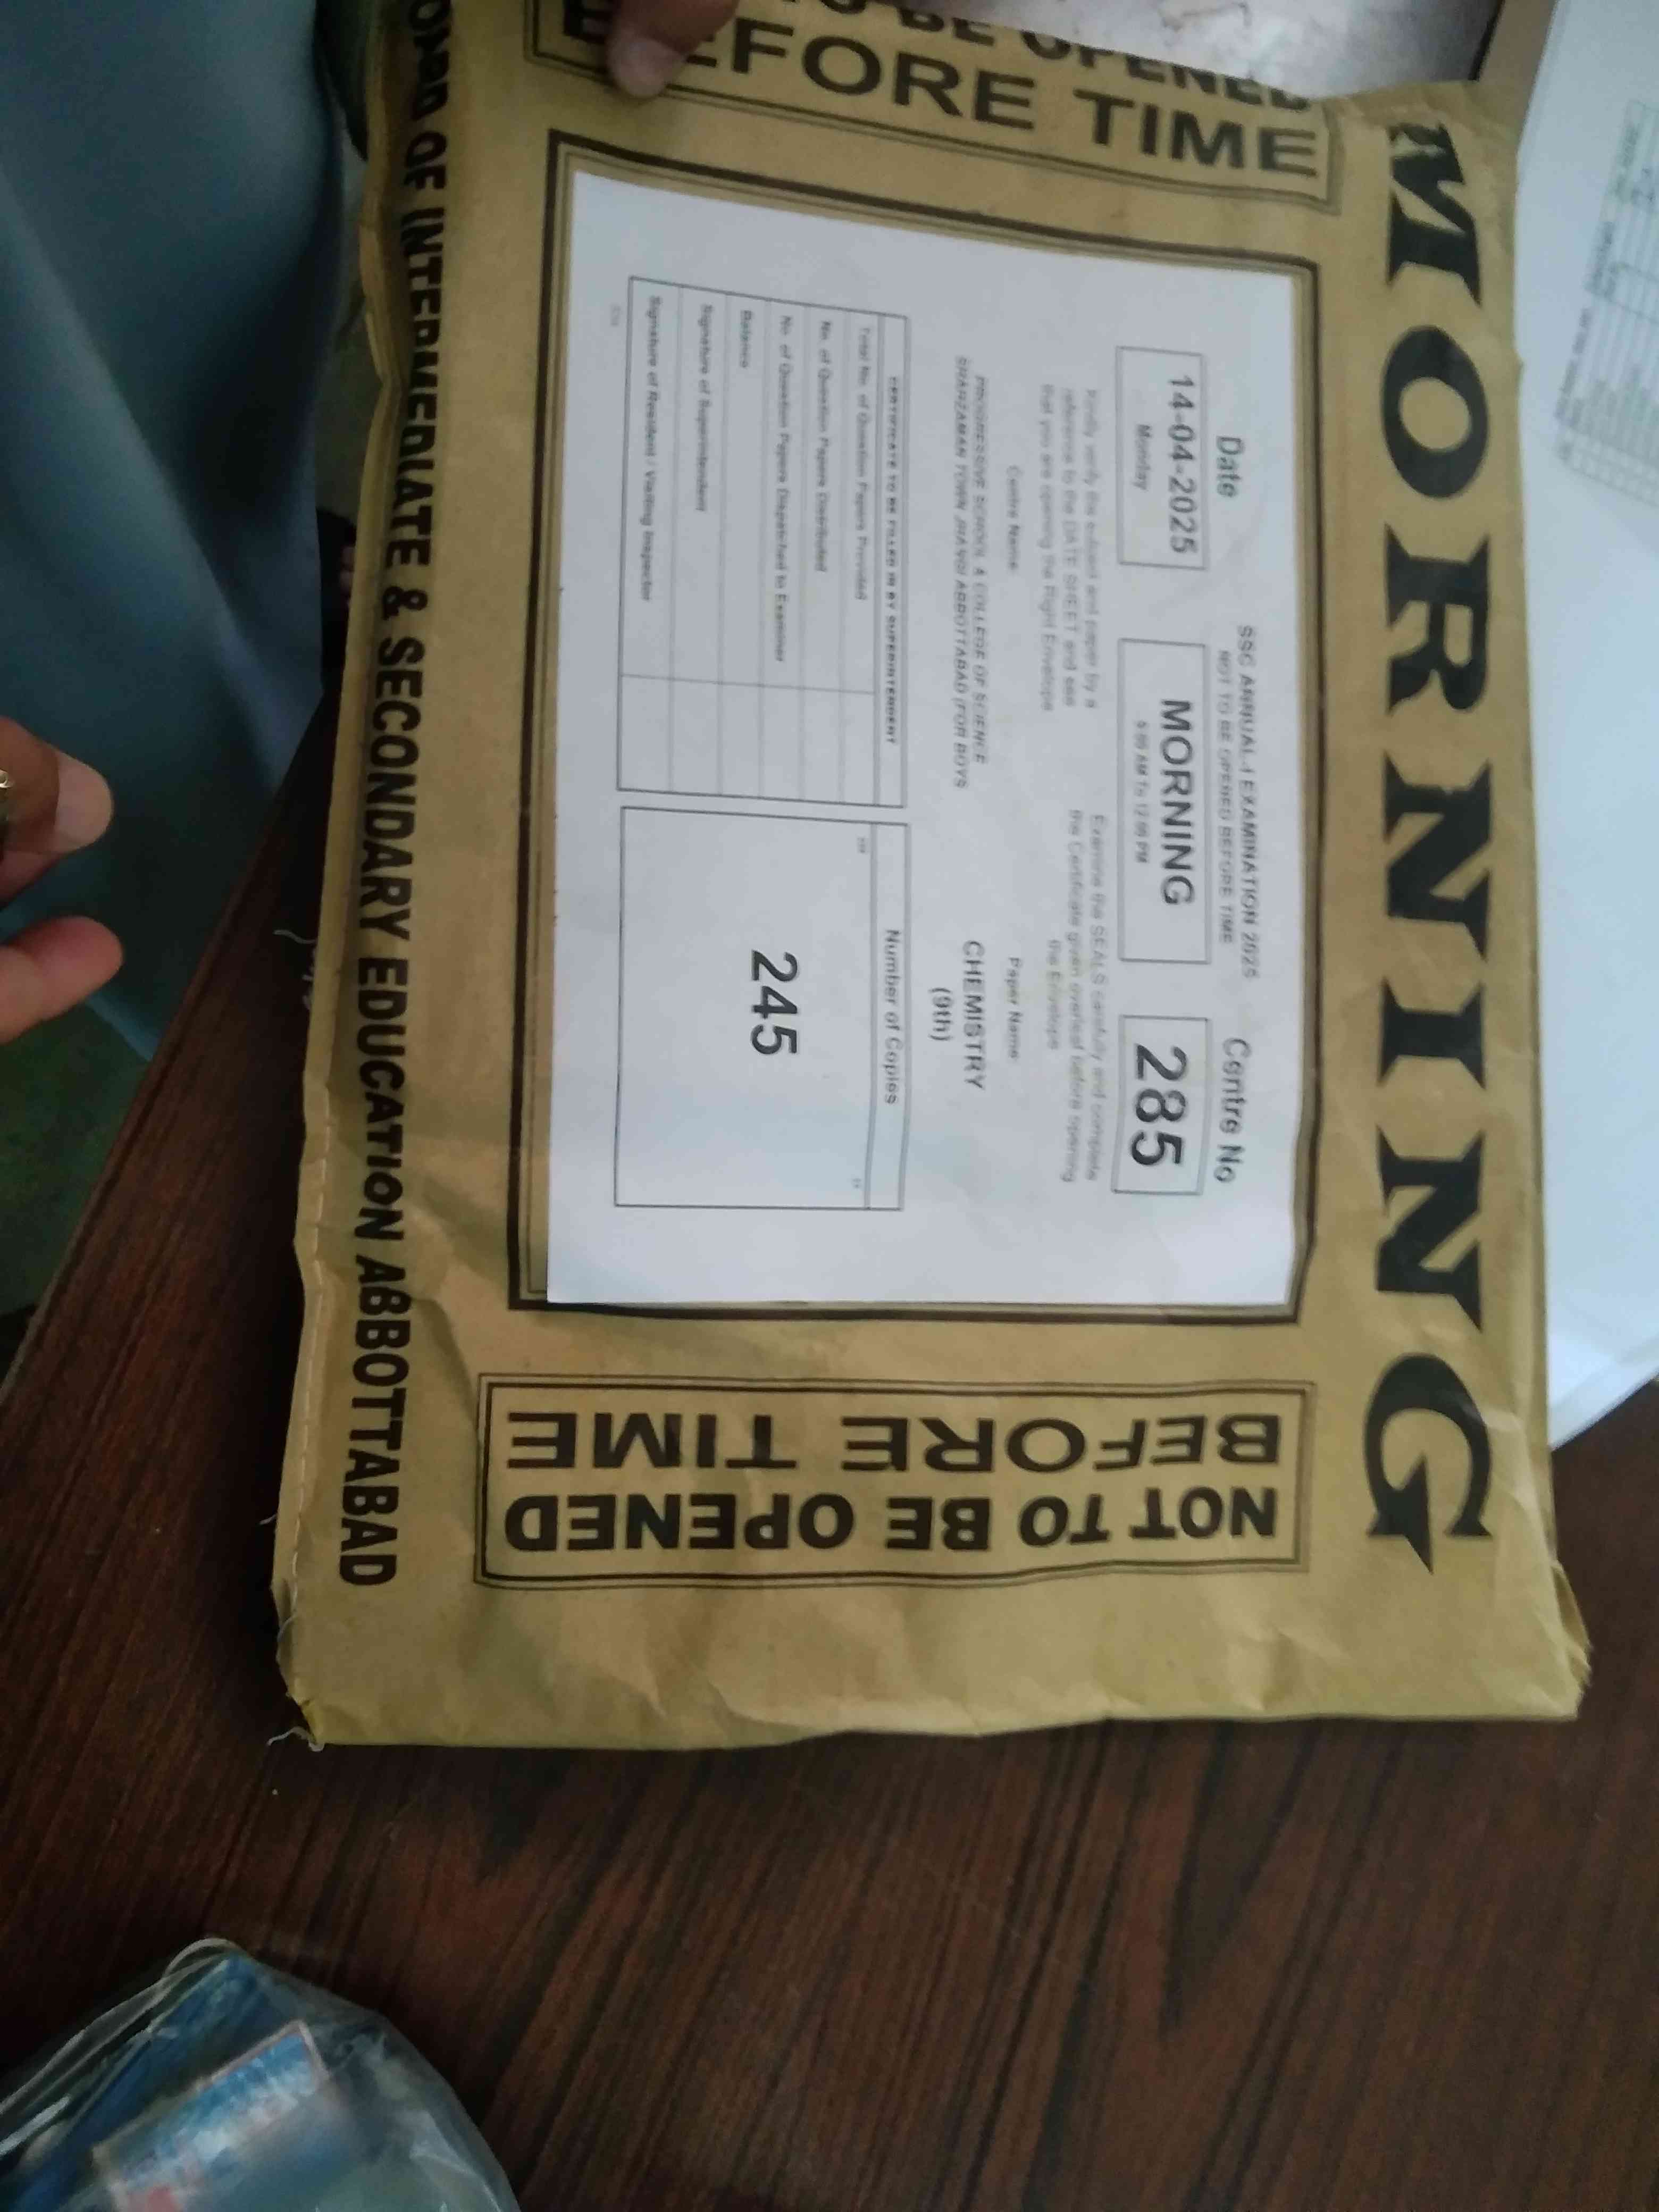 MORNING
BEFORE TIME
Date
14-04-2025
Monday
SSC ANNUAL-I EXAMINATION 2025
NOT TO BE OPENED BEFORE TIME
MORNING
9:00 AM To 12:00 PM
Centre No
285
Kindly verify the subject and paper by a
reference to the DATE SHEET and see
that you are opening the Right Envelope
Examine the SEALS carefully and complete
the Certificate given overleaf before opening
the Envelope
Centre Name
PROGRESSIVE SCHOOL & COLLEGE OF SCIENCE
SHAHZAMAN TOWN JHANGI ABBOTTABAD (FOR BOYS
Paper Name
CHEMISTRY
(9th)
CERTIFICATE TO BE FILLED IN BY SUPERINTENDENT
Total No. of Question Papers Provided
No. of Question Papers Distributed
No. of Question Papers Dispatched to Examiner
Balance
Signature of Superintendent
Signature of Resident / Visiting Inspector
Number of Copies
245
NOT TO BE OPENED
BEFORE TIME
OF INTERMEDIATE & SECONDARY EDUCATION ABBOTTABAD